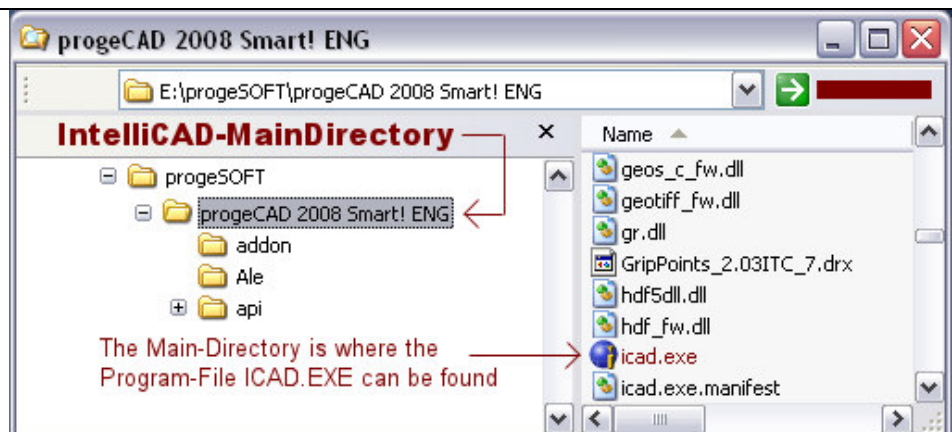 progeCAD 2008 Smart! ENG
E:\progeSOFT\progeCAD 2008 Smart! ENG
IntelliCAD-MainDirectory
progeSOFT
progeCAD 2008 Smart! ENG
addon
Ale
api
The Main-Directory is where the
Program-File ICAD.EXE can be found
Name
geos_c_fw.dll
geotiff_fw.dll
gr.dll
GripPoints_2.03ITC_7.drx
hdf5dll.dll
hdf_fw.dll
icad.exe
icad.exe.manifest